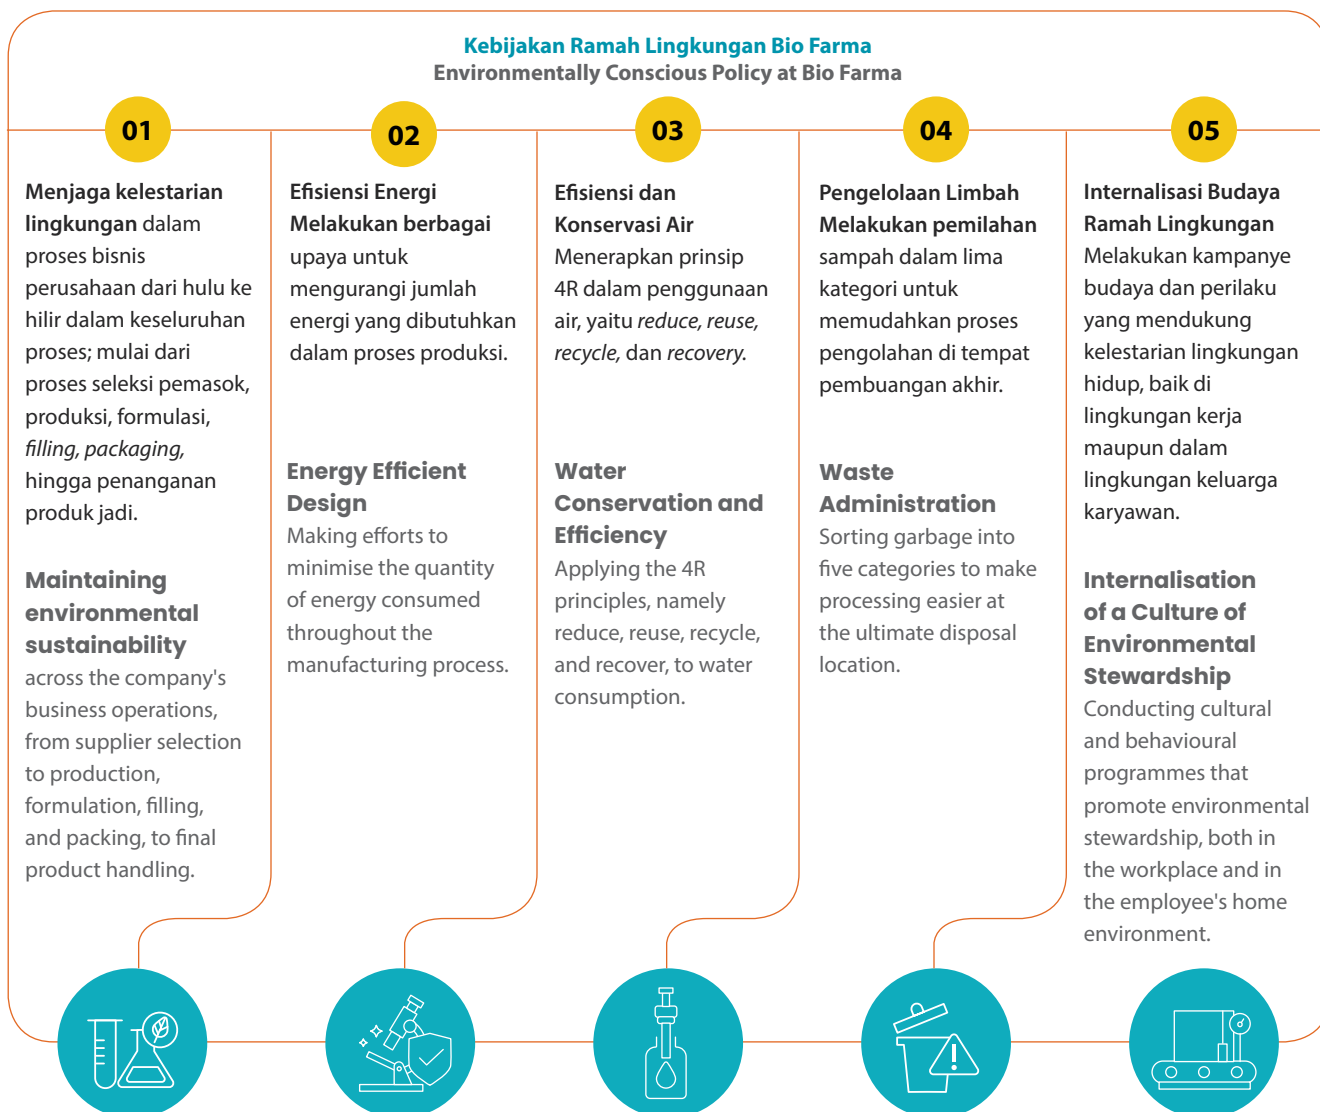 Kebijakan Ramah Lingkungan Bio Farma
Environmentally Conscious Policy at Bio Farma
01
Menjaga kelestarian
lingkungan dalam
proses bisnis
perusahaan dari hulu ke
hilir dalam keseluruhan
proses; mulai dari
proses seleksi pemasok,
produksi, formulasi,
filling, packaging,
hingga penanganan
produk jadi.
Maintaining
environmental
sustainability
across the company's
business operations,
from supplier selection
to production,
formulation, filling,
and packing, to final
product handling.
02
Efisiensi Energi
Melakukan berbagai
upaya untuk
mengurangi jumlah
energi yang dibutuhkan
dalam proses produksi.
Energy Efficient
Design
Making efforts to
minimise the quantity
of energy consumed
throughout the
manufacturing process.
03
Efisiensi dan
Konservasi Air
Menerapkan prinsip
4R dalam penggunaan
air, yaitu reduce, reuse,
recycle, dan recovery.
Water
Conservation and
Efficiency
Applying the 4R
principles, namely
reduce, reuse, recycle,
and recover, to water
consumption.
04
Pengelolaan Limbah
Melakukan pemilahan
sampah dalam lima
kategori untuk
memudahkan proses
pengolahan di tempat
pembuangan akhir.
Waste
Administration
Sorting garbage into
five categories to make
processing easier at
the ultimate disposal
location.
05
Internalisasi Budaya
Ramah Lingkungan
Melakukan kampanye
budaya dan perilaku
yang mendukung
kelestarian lingkungan
hidup, baik di
lingkungan kerja
maupun dalam
lingkungan keluarga
karyawan.
Internalisation
of a Culture of
Environmental
Stewardship
Conducting cultural
and behavioural
programmes that
promote environmental
stewardship, both in
the workplace and in
the employee's home
environment.